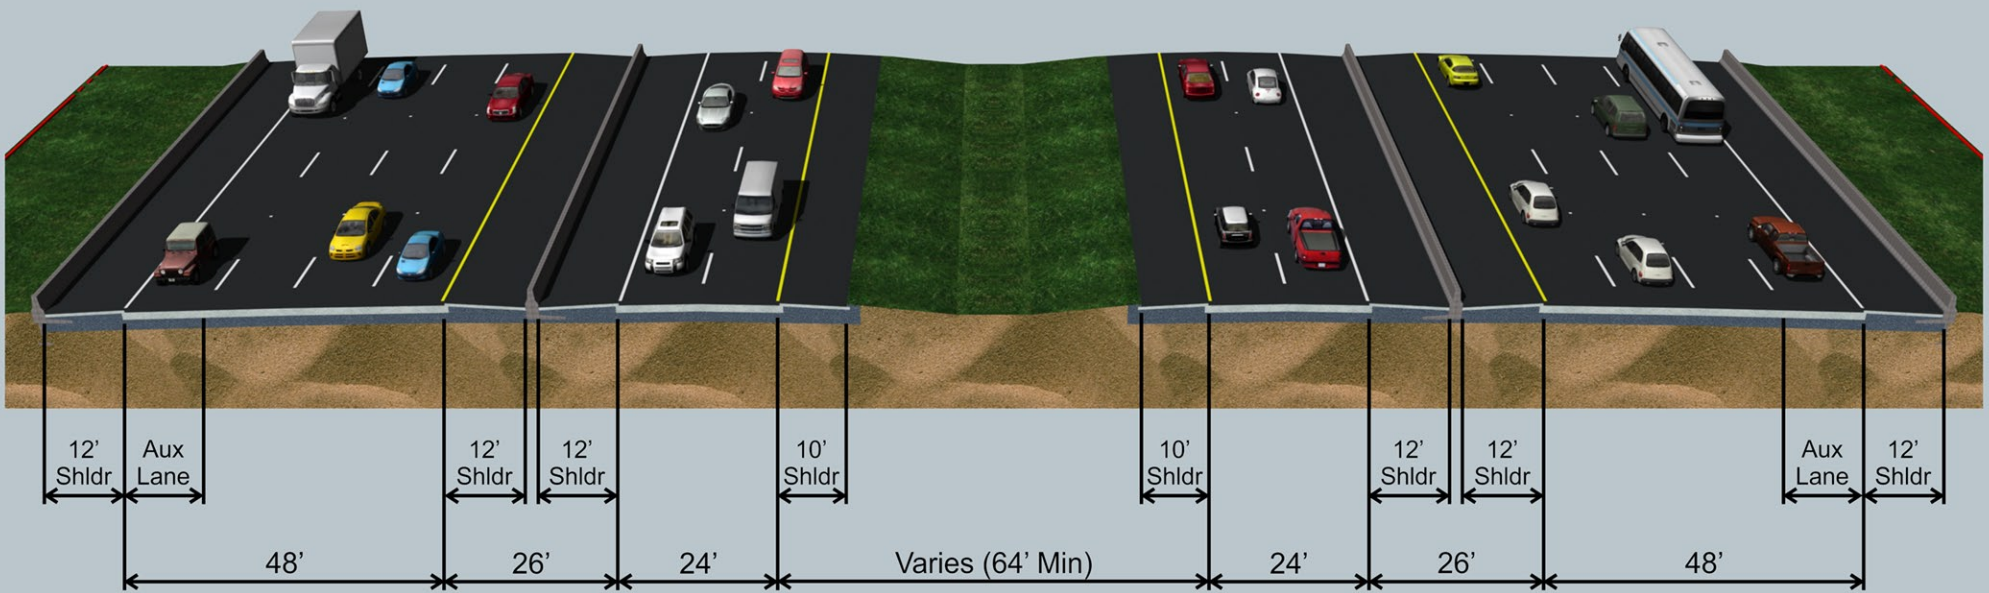 12’ Shldr
Aux Lane
12’ Shldr
12’ Shldr
10’ Shldr
10’ Shldr
12’ Shldr
12’ Shldr
Aux Lane
12’ Shldr
48’
26’
24’
Varies (64’ Min)
24’
26’
48’